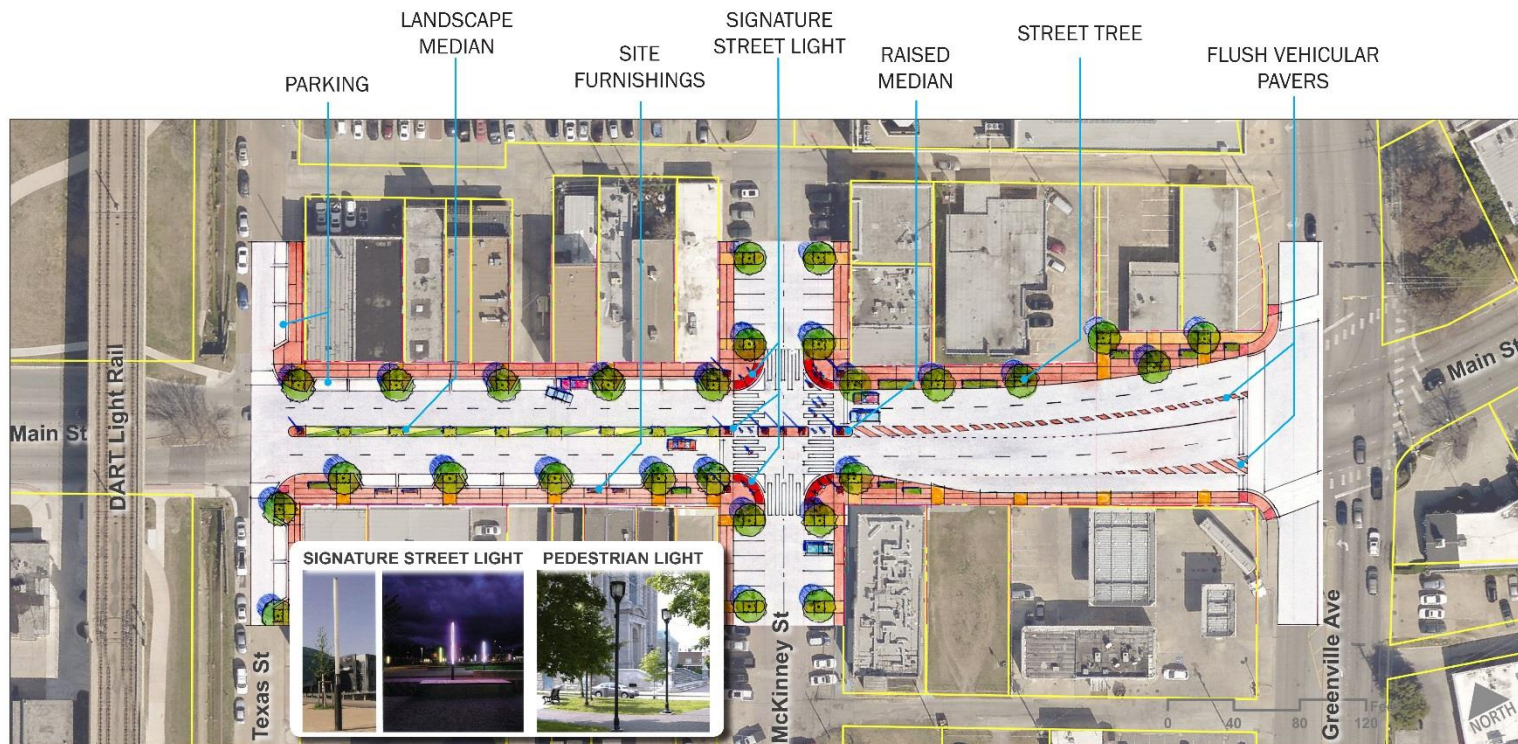 LANDSCAPE
MEDIAN
SIGNATURE
STREET LIGHT
STREET TREE
SITE
FURNISHINGS
RAISED
MEDIAN
FLUSH VEHICULAR
PAVERS
PARKING
Main St
DART Light Rail
Main St
SIGNATURE STREET LIGHT
PEDESTRIAN LIGHT
Texas St
McKinney St
Greenville Ave
Feet
0 40 80 120
NORTH